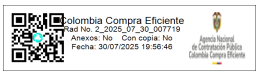 Colombia Compra Eficiente
Rad No. 2_2025_07_30_007719
Anexos: No Con copia: No
Fecha: 30/07/2025 19:56:46
Agencia Nacional
de Contratación Pública
Colombia Compra Eficiente